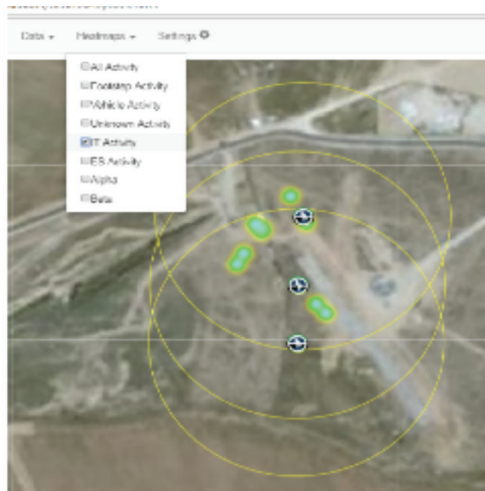 Data Heatmaps Settings
All Activity
Footstep Activity
Vehicle Activity
Unknown Activity
IT Activity
ES Activity
Alpha
Beta